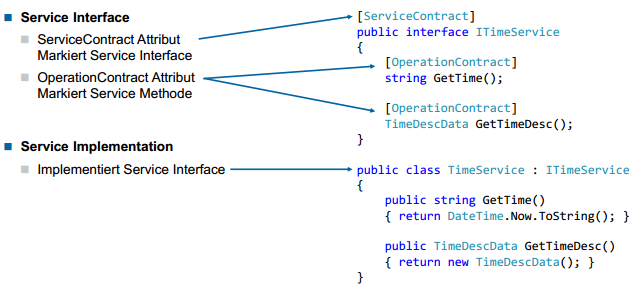 Service Interface
ServiceContract Attribut
Markiert Service Interface
OperationContract Attribut
Markiert Service Methode
Service Implementation
Implementiert Service Interface
[ServiceContract]
public interface ITimeService
{
[OperationContract]
string GetTime();
[OperationContract]
TimeDescData GetTimeDesc();
}
public class TimeService : ITimeService
{
public string GetTime()
{ return DateTime.Now.ToString(); }
public TimeDescData GetTimeDesc()
{ return new TimeDescData(); }
}